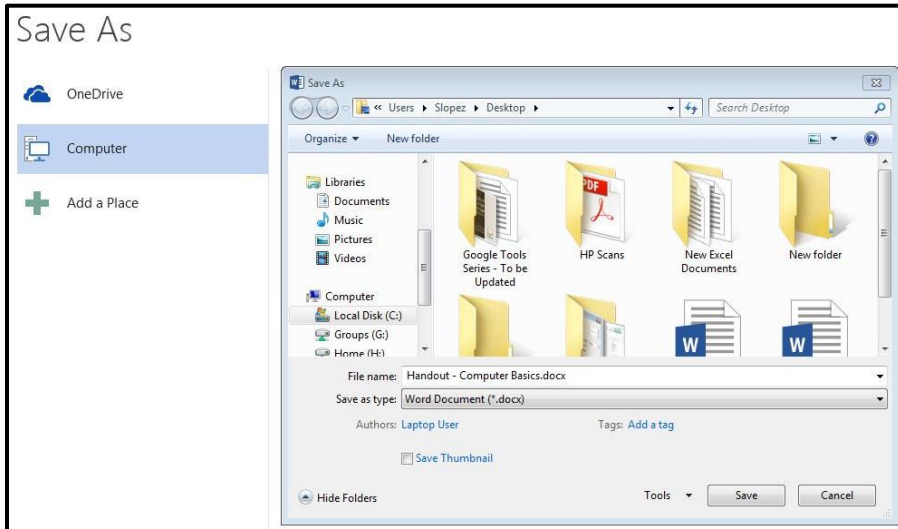 Save As
OneDrive
Computer
Add a Place
Save As
« Users Slopez Desktop
Search Desktop
Organize
New folder
Libraries
Documents
Music
Pictures
Videos
Computer
Local Disk (C:)
Groups (G:)
Home (H:)
Google Tools
Series - To be
Updated
PDF
HP Scans
New Excel
Documents
New folder
W
W
File name: Handout - Computer Basics.docx
Save as type: Word Document (*.docx)
Authors: Laptop User Tags: Add a tag
Save Thumbnail
Hide Folders
Tools Save Cancel